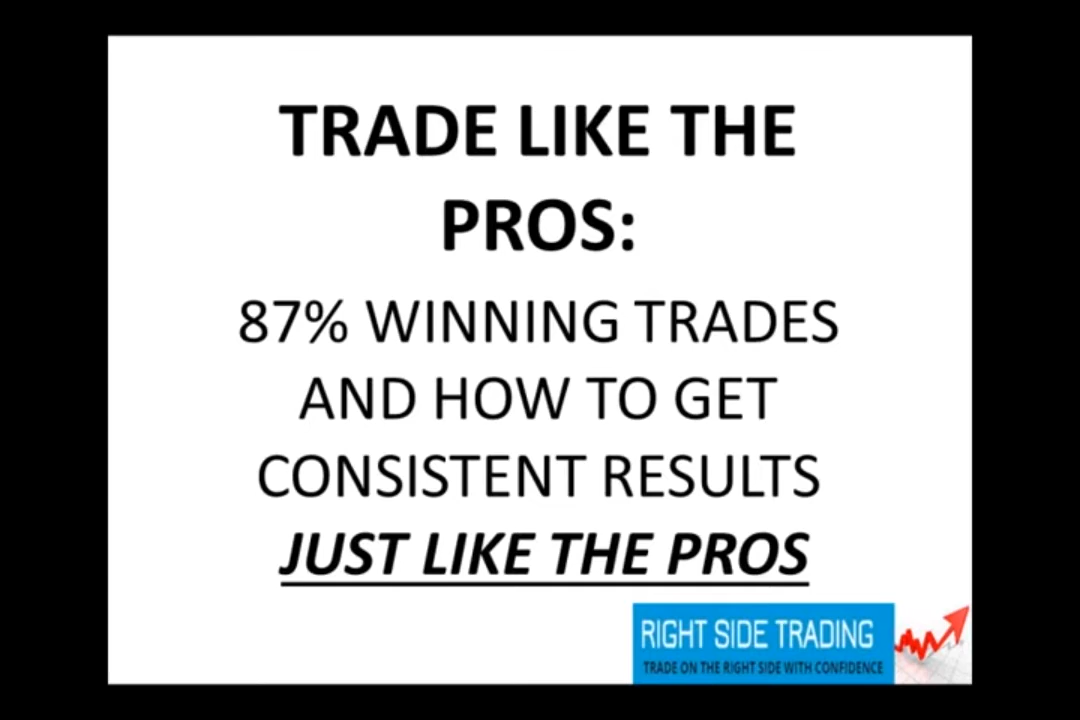 TRADE LIKE THE
PROS:
87% WINNING TRADES
AND HOW TO GET
CONSISTENT RESULTS
JUST LIKE THE PROS
RIGHT SIDE TRADING
TRADE ON THE RIGHT SIDE WITH CONFIDENCE